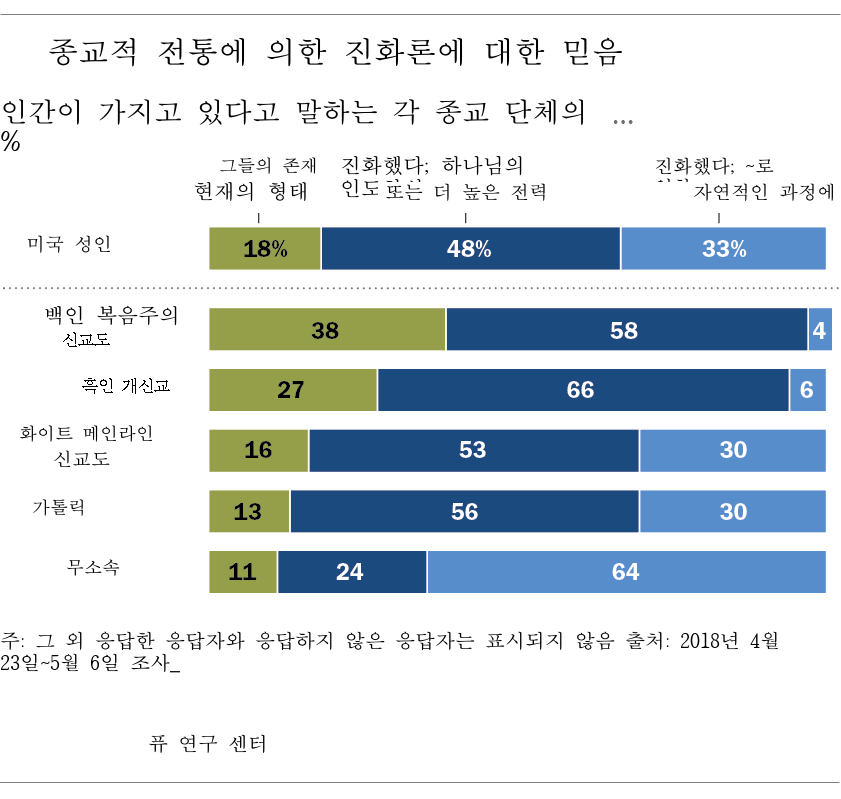 종교적 전통에 의한 진화론에 대한 믿음
인간이 가지고 있다고 말하는 각 종교 단체의 ...
%
그들의 존재
현재의 형태
진화했다; 하나님의
또는 더 높은 전력
진화했다; ~로
자연적인 과정에
미국 성인
18%
48%
33%
백인 복음주의
신교도
38
58
4
흑인 개신교
27
66
6
화이트 메인라인
신교도
16
53
30
가톨릭
13
56
30
무소속
11
24
64
주: 그 외 응답한 응답자와 응답하지 않은 응답자는 표시되지 않음 출처: 2018년 4월
23일~5월 6일 조사_
퓨 연구 센터